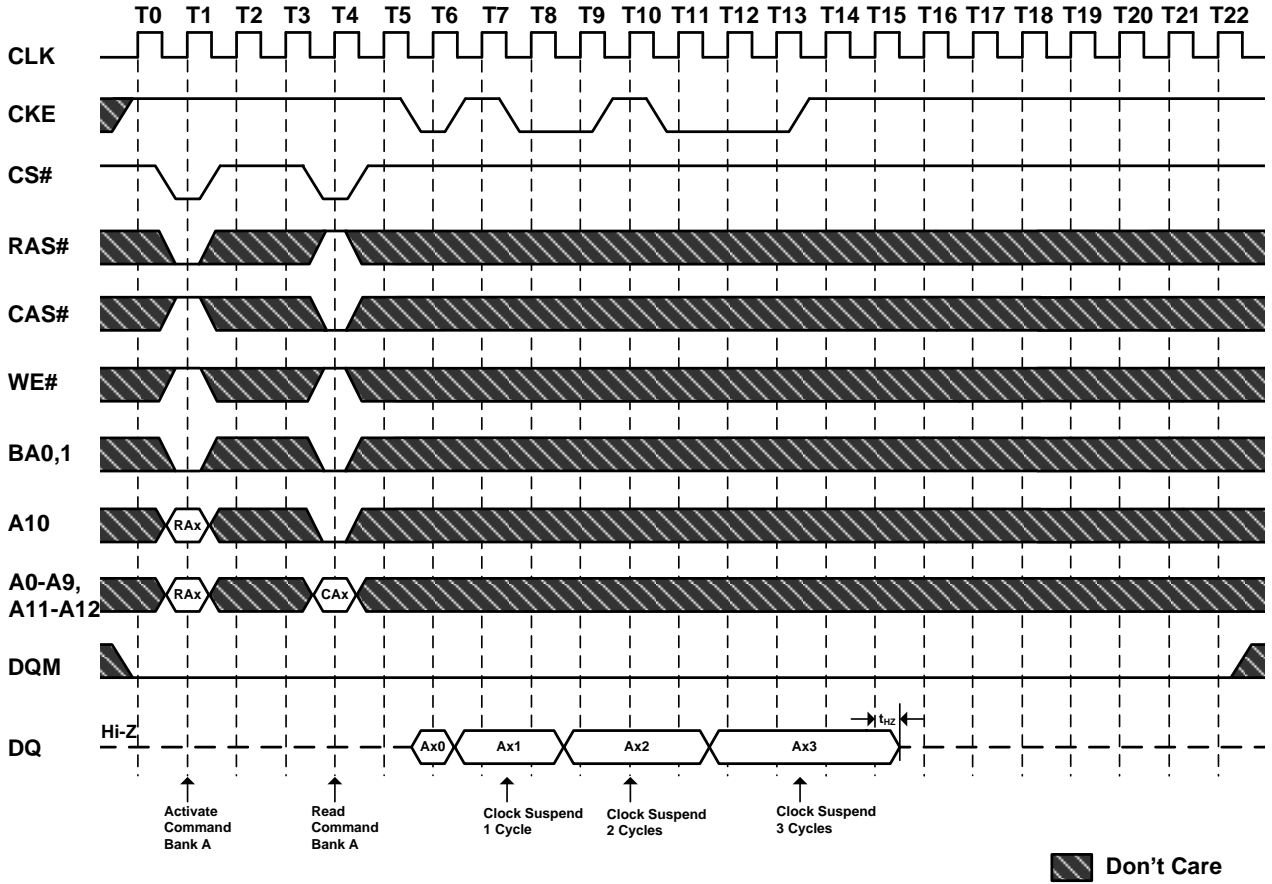 T0 T1 T2 T3 T4 T5 T6 T7 T8 T9 T10 T11 T12 T13 T14 T15 T16 T17 T18 T19 T20 T21 T22
CLK
CKE
CS#
RAS#
CAS#
WE#
BA0,1
A10
RAx
A0-A9,
A11-A12
RAx
CAx
DQM
Hi-Z
tHZ
DQ
Ax0
Ax1
Ax2
Ax3
Activate
Command
Bank A
Read
Command
Bank A
Clock Suspend
1 Cycle
Clock Suspend
2 Cycles
Clock Suspend
3 Cycles
Don't Care